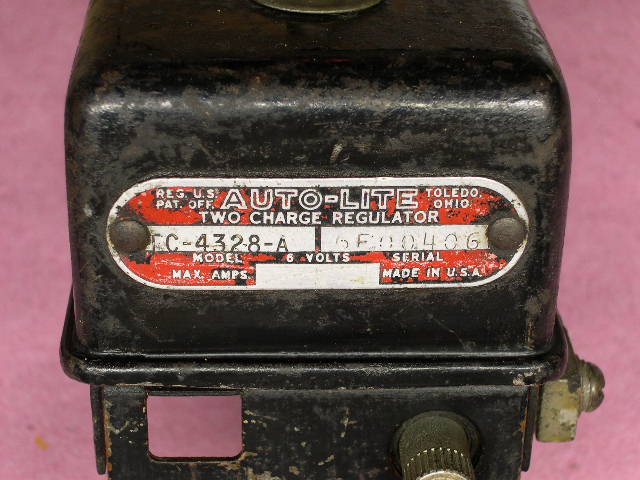 REG. U.S. PAT. OFF. AUTO-LITE TOLEDO, OHIO
TWO CHARGE REGULATOR
TC-4328-A
MODEL 6 VOLTS SERIAL
MAX. AMPS. MADE IN U.S.A.